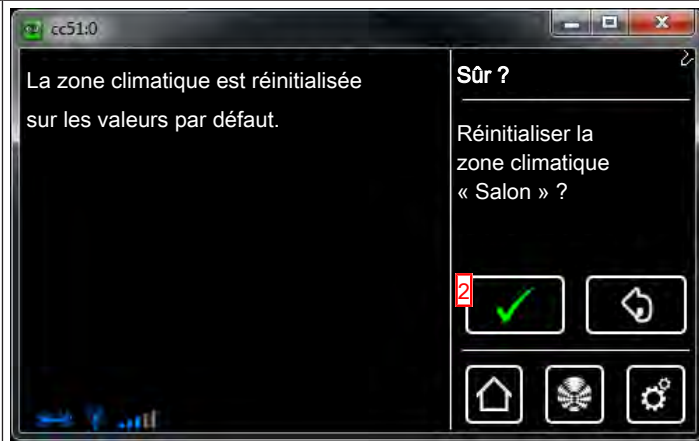 cc51:0
La zone climatique est réinitialisée
sur les valeurs par défaut.
Sûr ?
Réinitialiser la
zone climatique
« Salon » ?
2